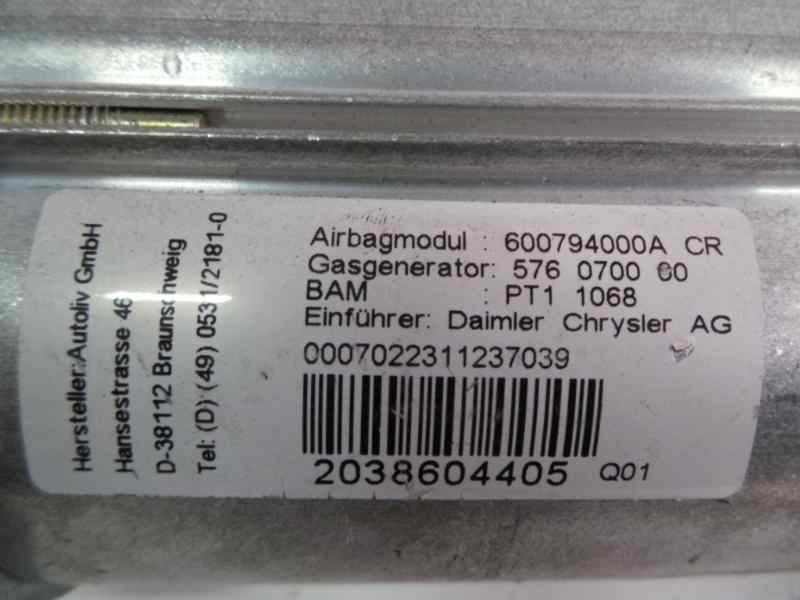 Hersteller:Autoliv GmbH
Hansestrasse 46
D-38112 Braunschweig
Tel: (D) (49) 0531/2181-0
Airbagmodul : 600794000A CR
Gasgenerator: 576 0700 00
BAM : PT1 1068
Einführer: Daimler Chrysler AG
0007022311237039
2038604405 Q01